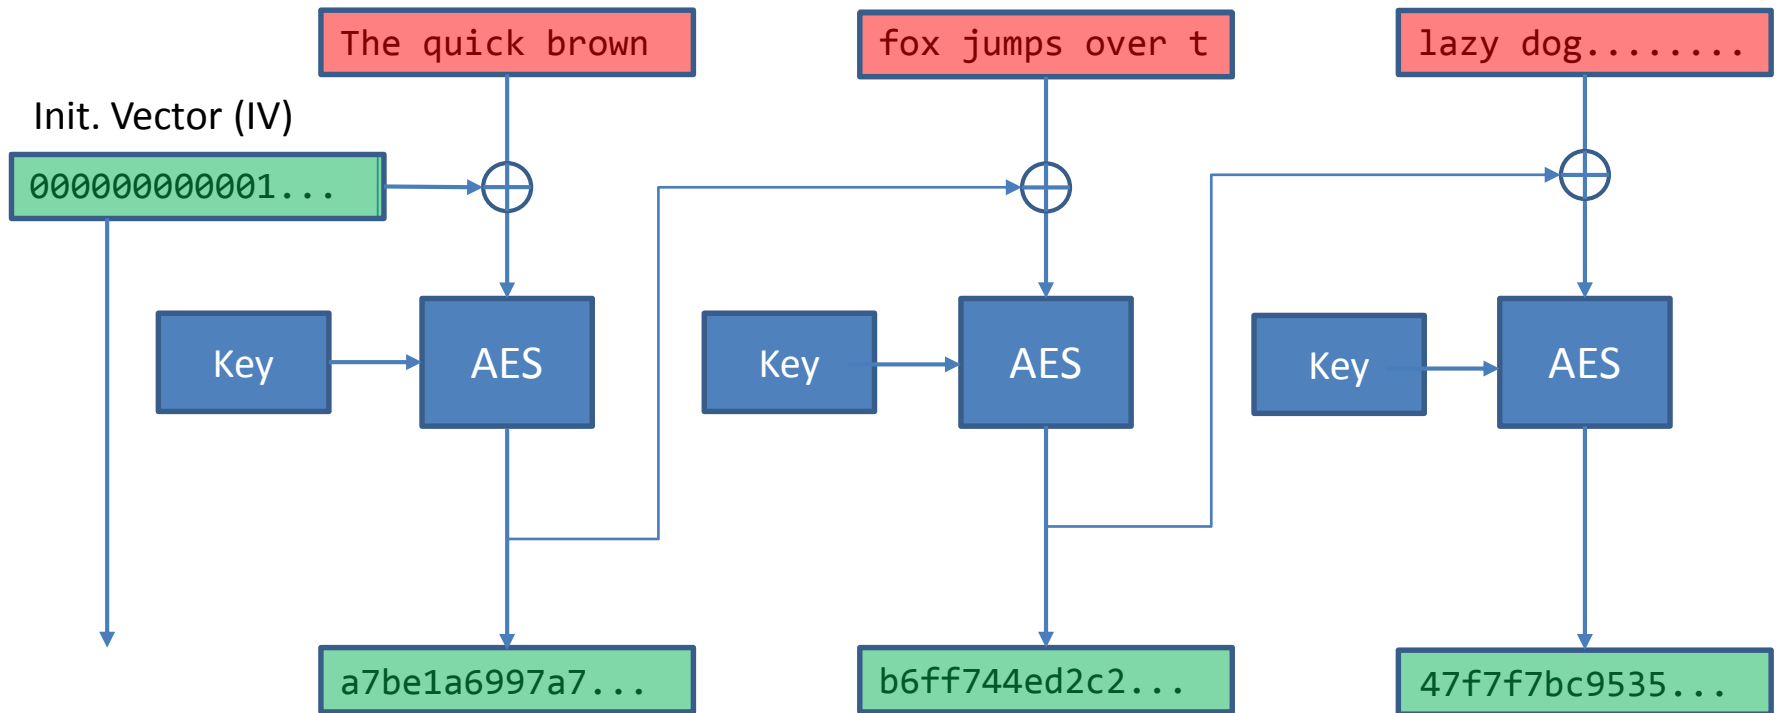 The quick brown
fox jumps over t
lazy dog........
Init. Vector (IV)
000000000001...
Key
AES
Key
AES
Key
AES
a7be1a6997a7...
b6ff744ed2c2...
47f7f7bc9535...